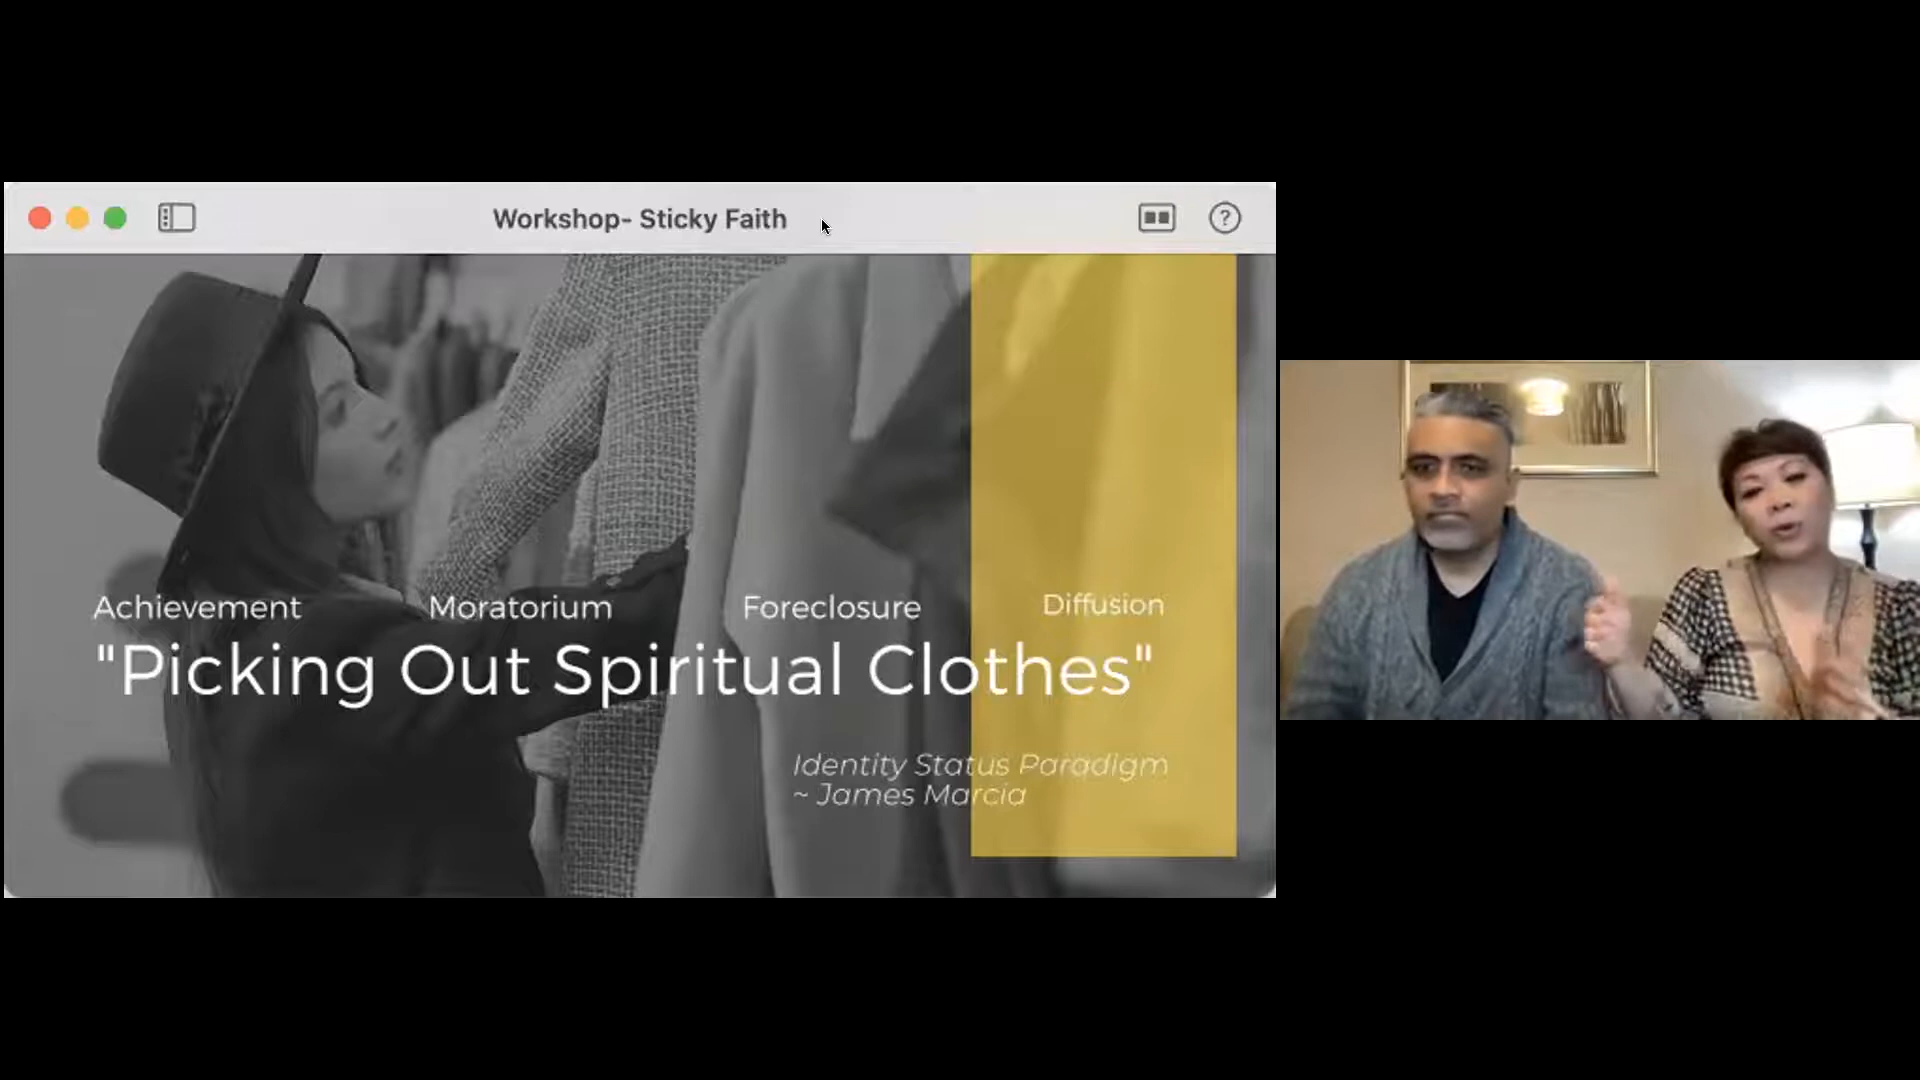 Workshop- Sticky Faith
Achievement Moratorium Foreclosure Diffusion
"Picking Out Spiritual Clothes"
Identity Status Paradigm
~ James Marcia